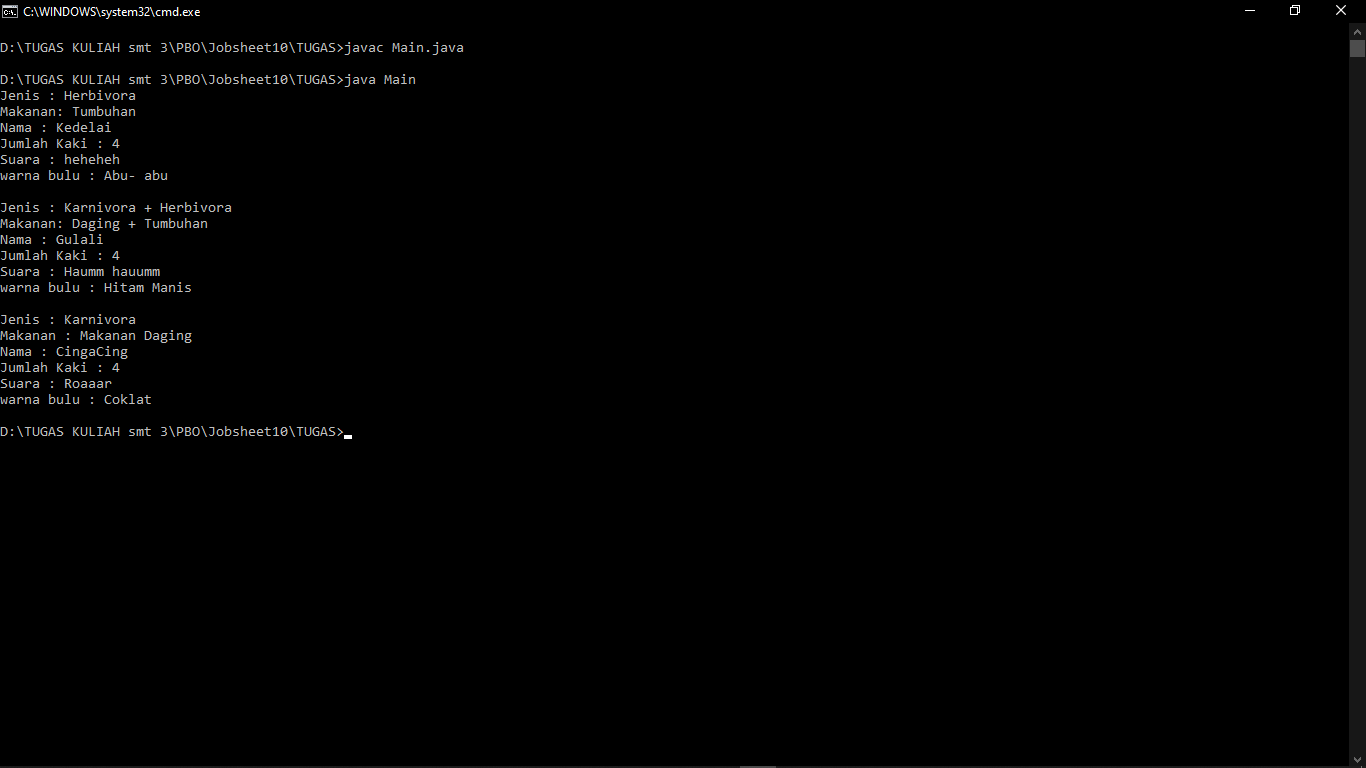 C:\WINDOWS\system32\cmd.exe
D:\TUGAS KULIAH smt 3\PBO\Jobsheet10\TUGAS>javac Main.java
D:\TUGAS KULIAH smt 3\PBO\Jobsheet10\TUGAS>java Main
Jenis : Herbivora
Makanan: Tumbuhan
Nama : Kedelai
Jumlah Kaki : 4
Suara : heheheh
warna bulu : Abu- abu
Jenis : Karnivora + Herbivora
Makanan: Daging + Tumbuhan
Nama : Gulali
Jumlah Kaki : 4
Suara : Haumm hauumm
warna bulu : Hitam Manis
Jenis : Karnivora
Makanan : Makanan Daging
Nama : CingaCing
Jumlah Kaki : 4
Suara : Roaaar
warna bulu : Coklat
D:\TUGAS KULIAH smt 3\PBO\Jobsheet10\TUGAS>